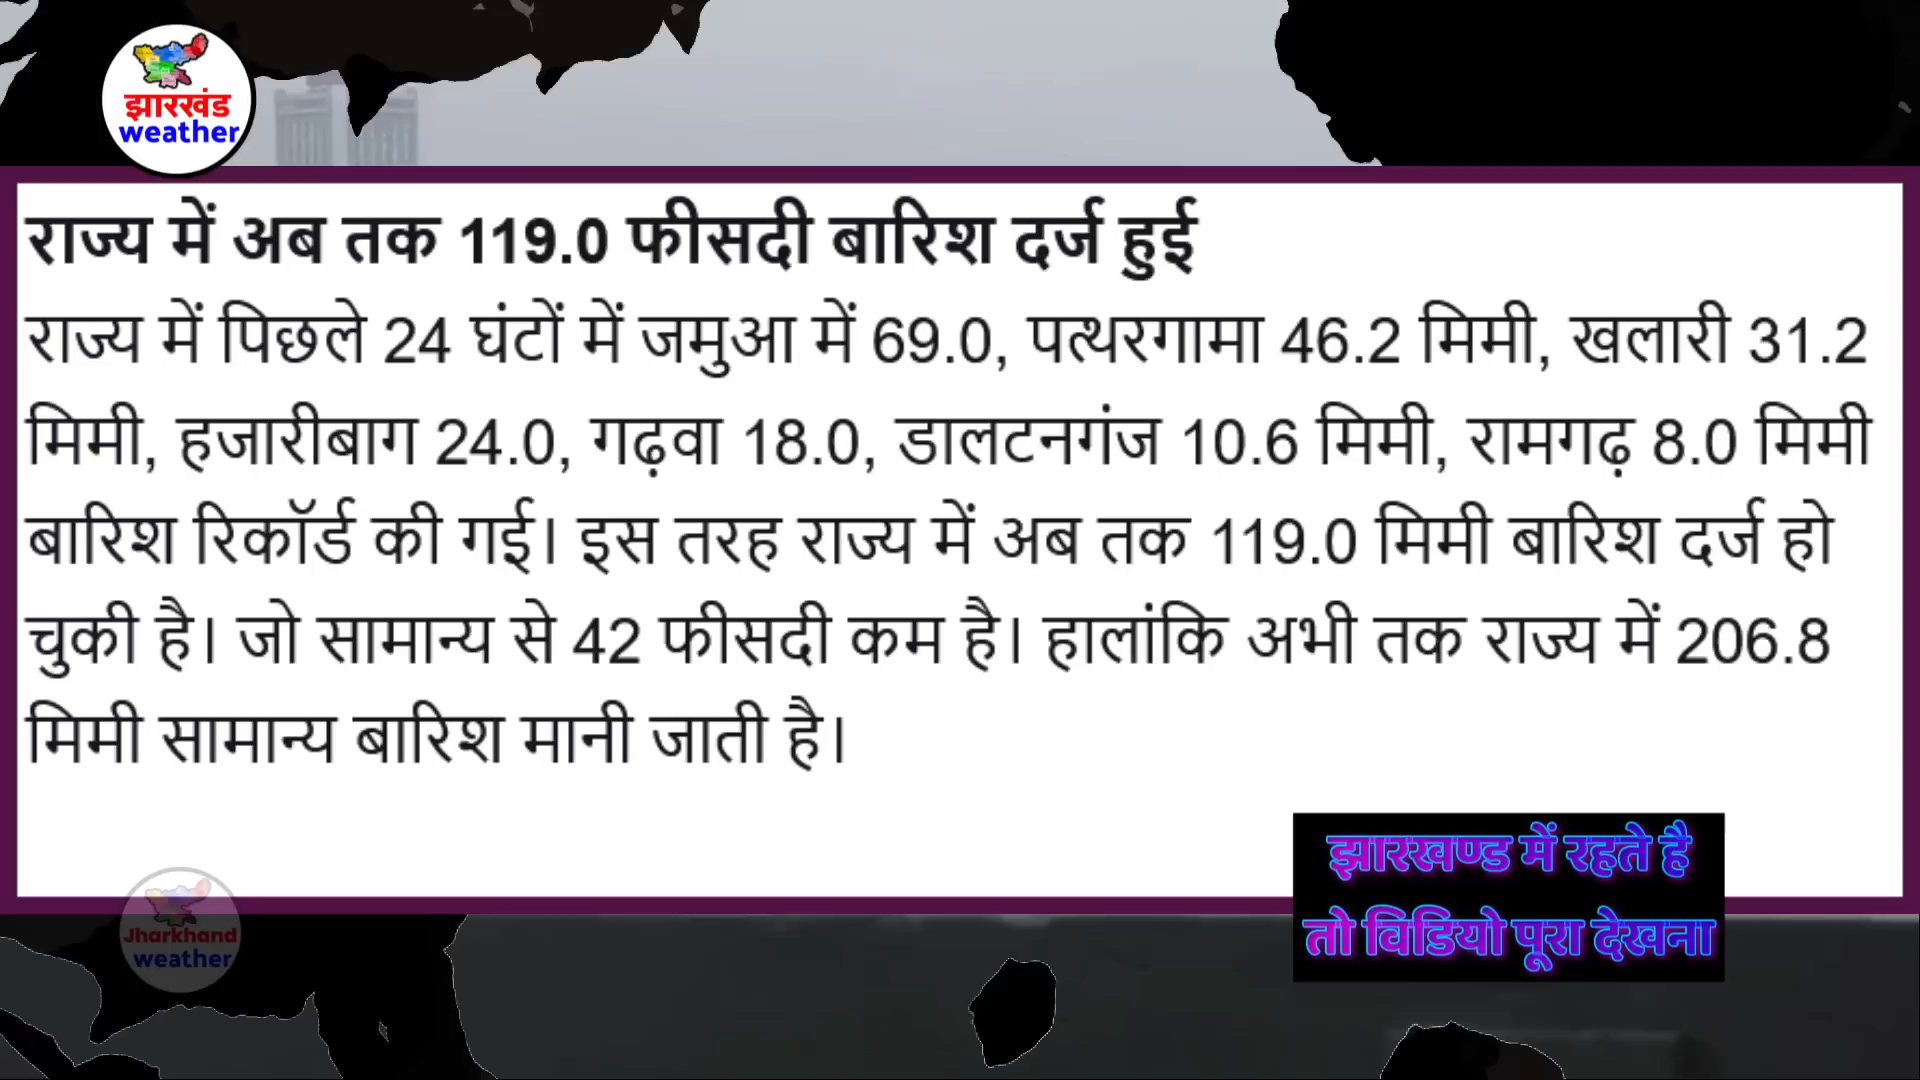 झारखंड
weather
राज्य में अब तक 119.0 फीसदी बारिश दर्ज हुई
राज्य में पिछले 24 घंटों में जमुआ में 69.0, पत्थरगामा 46.2 मिमी, खलारी 31.2
मिमी, हजारीबाग 24.0, गढ़वा 18.0, डालटनगंज 10.6 मिमी, रामगढ़ 8.0 मिमी
बारिश रिकॉर्ड की गई। इस तरह राज्य में अब तक 119.0 मिमी बारिश दर्ज हो
चुकी है। जो सामान्य से 42 फीसदी कम है। हालांकि अभी तक राज्य में 206.8
मिमी सामान्य बारिश मानी जाती है।
झारखण्ड में रहते है
तो विडियो पूरा देखना
Jharkhand
weather